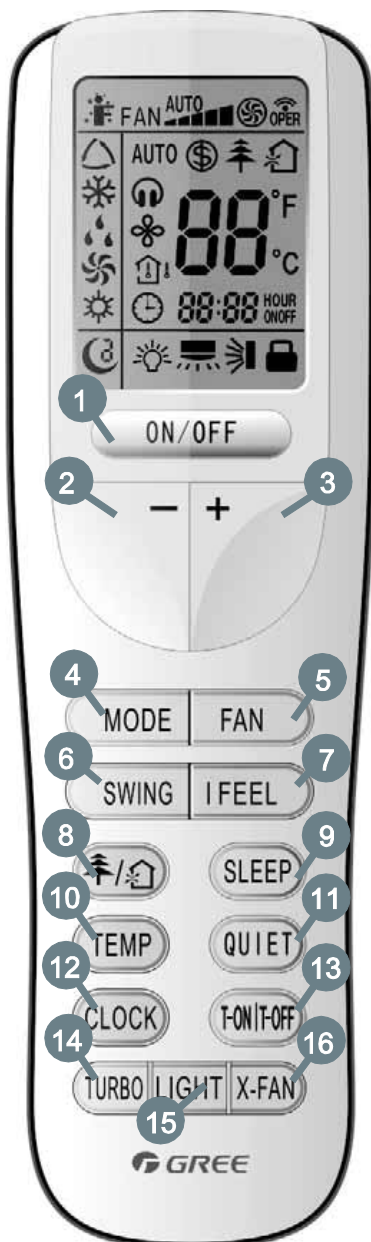 FAN AUTO OPER
AUTO
88 °F
°C
88:88 HOUR
ONOFF
1
ON/OFF
2 3
− +
4 5
MODE FAN
6 7
SWING I FEEL
8 9
/ SLEEP
10 11
TEMP QUIET
12 13
CLOCK T-ON|T-OFF
14 16
TURBO LIGHT X-FAN
15
GREE